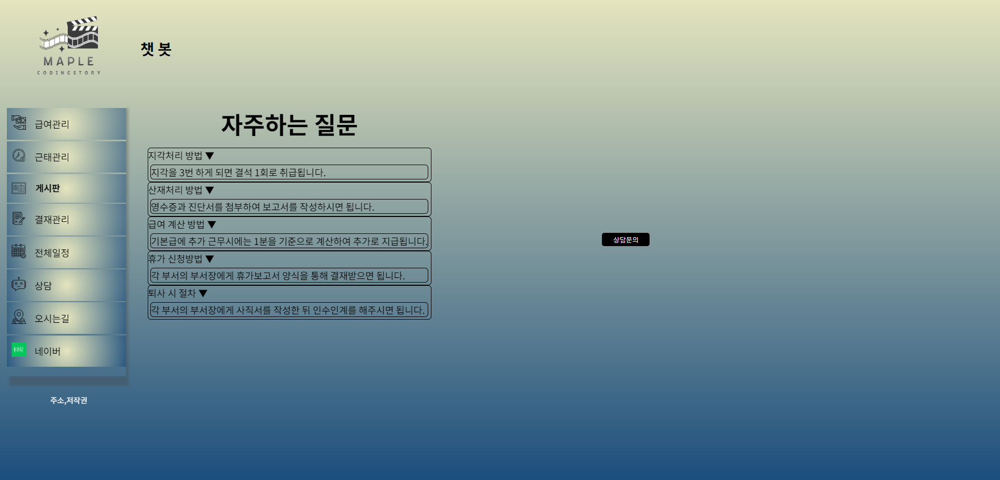 MAPLE
CODINGSTORY
챗 봇
급여관리
근태관리
게시판
결재관리
전체일정
상담
오시는길
네이버
주소,저작권
자주하는 질문
지각처리 방법 ▼
지각을 3번 하게 되면 결석 1회로 취급됩니다.
산재처리 방법 ▼
영수증과 진단서를 첨부하여 보고서를 작성하시면 됩니다.
급여 계산 방법 ▼
기본급에 추가 근무시에는 1분을 기준으로 계산하여 추가로 지급됩니다.
휴가 신청방법 ▼
각 부서의 부서장에게 휴가보고서 양식을 통해 결재받으면 됩니다.
퇴사 시 절차 ▼
각 부서의 부서장에게 사직서를 작성한 뒤 인수인계를 해주시면 됩니다.
상담문의